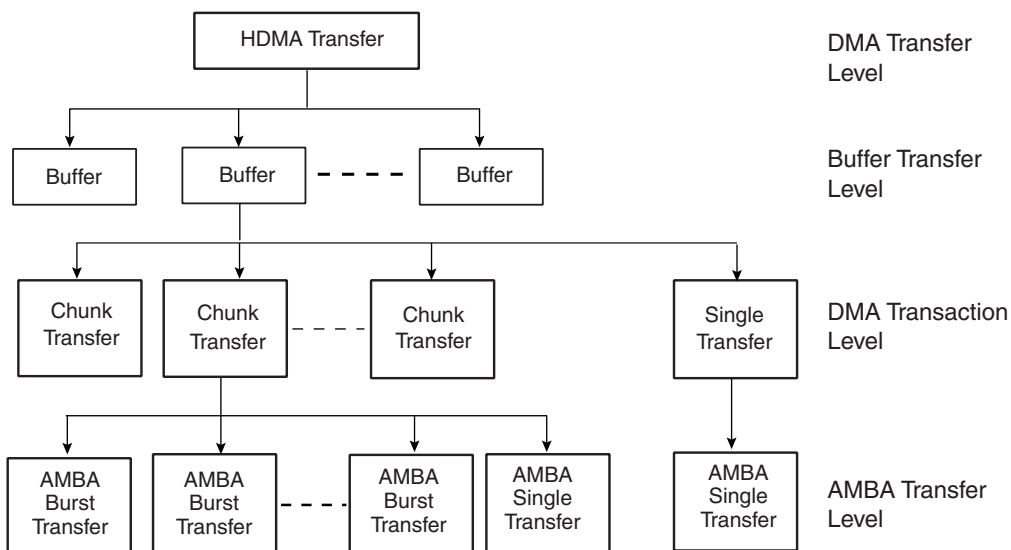 HDMA Transfer
DMA Transfer
Level
Buffer
Buffer
Buffer
Buffer Transfer
Level
Chunk
Transfer
Chunk
Transfer
Chunk
Transfer
Single
Transfer
DMA Transaction
Level
AMBA
Burst
Transfer
AMBA
Burst
Transfer
AMBA
Burst
Transfer
AMBA
Single
Transfer
AMBA
Single
Transfer
AMBA Transfer
Level